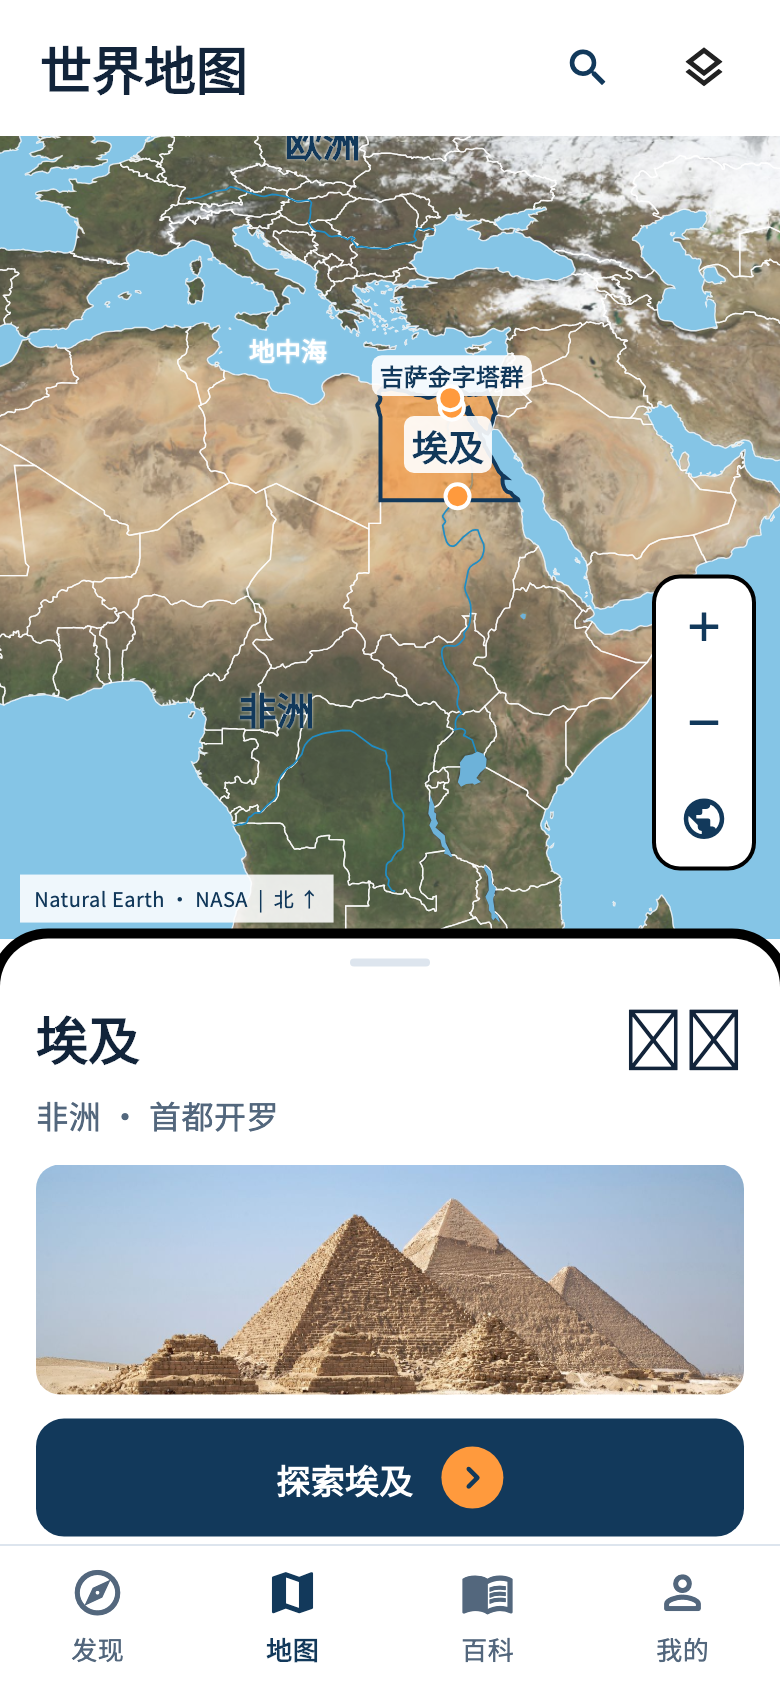 世界地图
欧洲
地中海
吉萨金字塔群
埃及
非洲
Natural Earth · NASA | 北 ↑
埃及
非洲 · 首都开罗
探索埃及
发现
地图
百科
我的